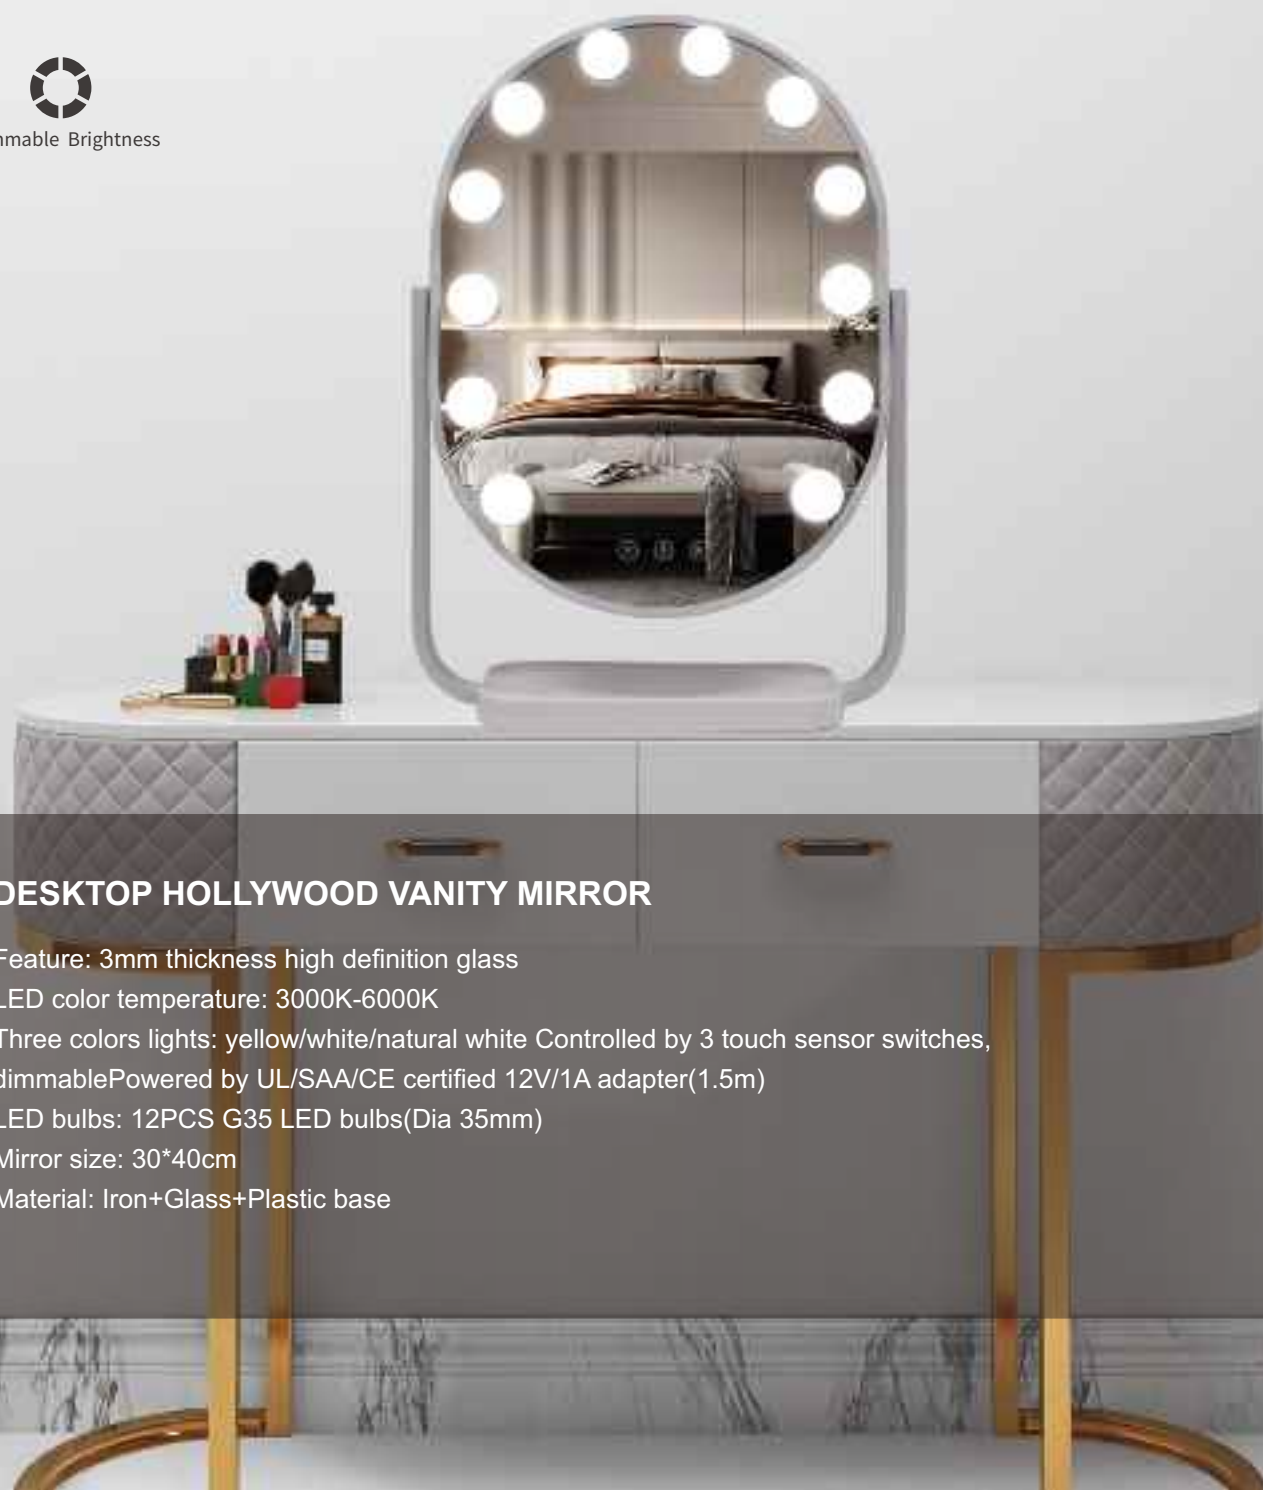 mmable Brightness
DESKTOP HOLLYWOOD VANITY MIRROR
Feature: 3mm thickness high definition glass
LED color temperature: 3000K-6000K
Three colors lights: yellow/white/natural white Controlled by 3 touch sensor switches,
dimmablePowered by UL/SAA/CE certified 12V/1A adapter(1.5m)
LED bulbs: 12PCS G35 LED bulbs(Dia 35mm)
Mirror size: 30*40cm
Material: Iron+Glass+Plastic base